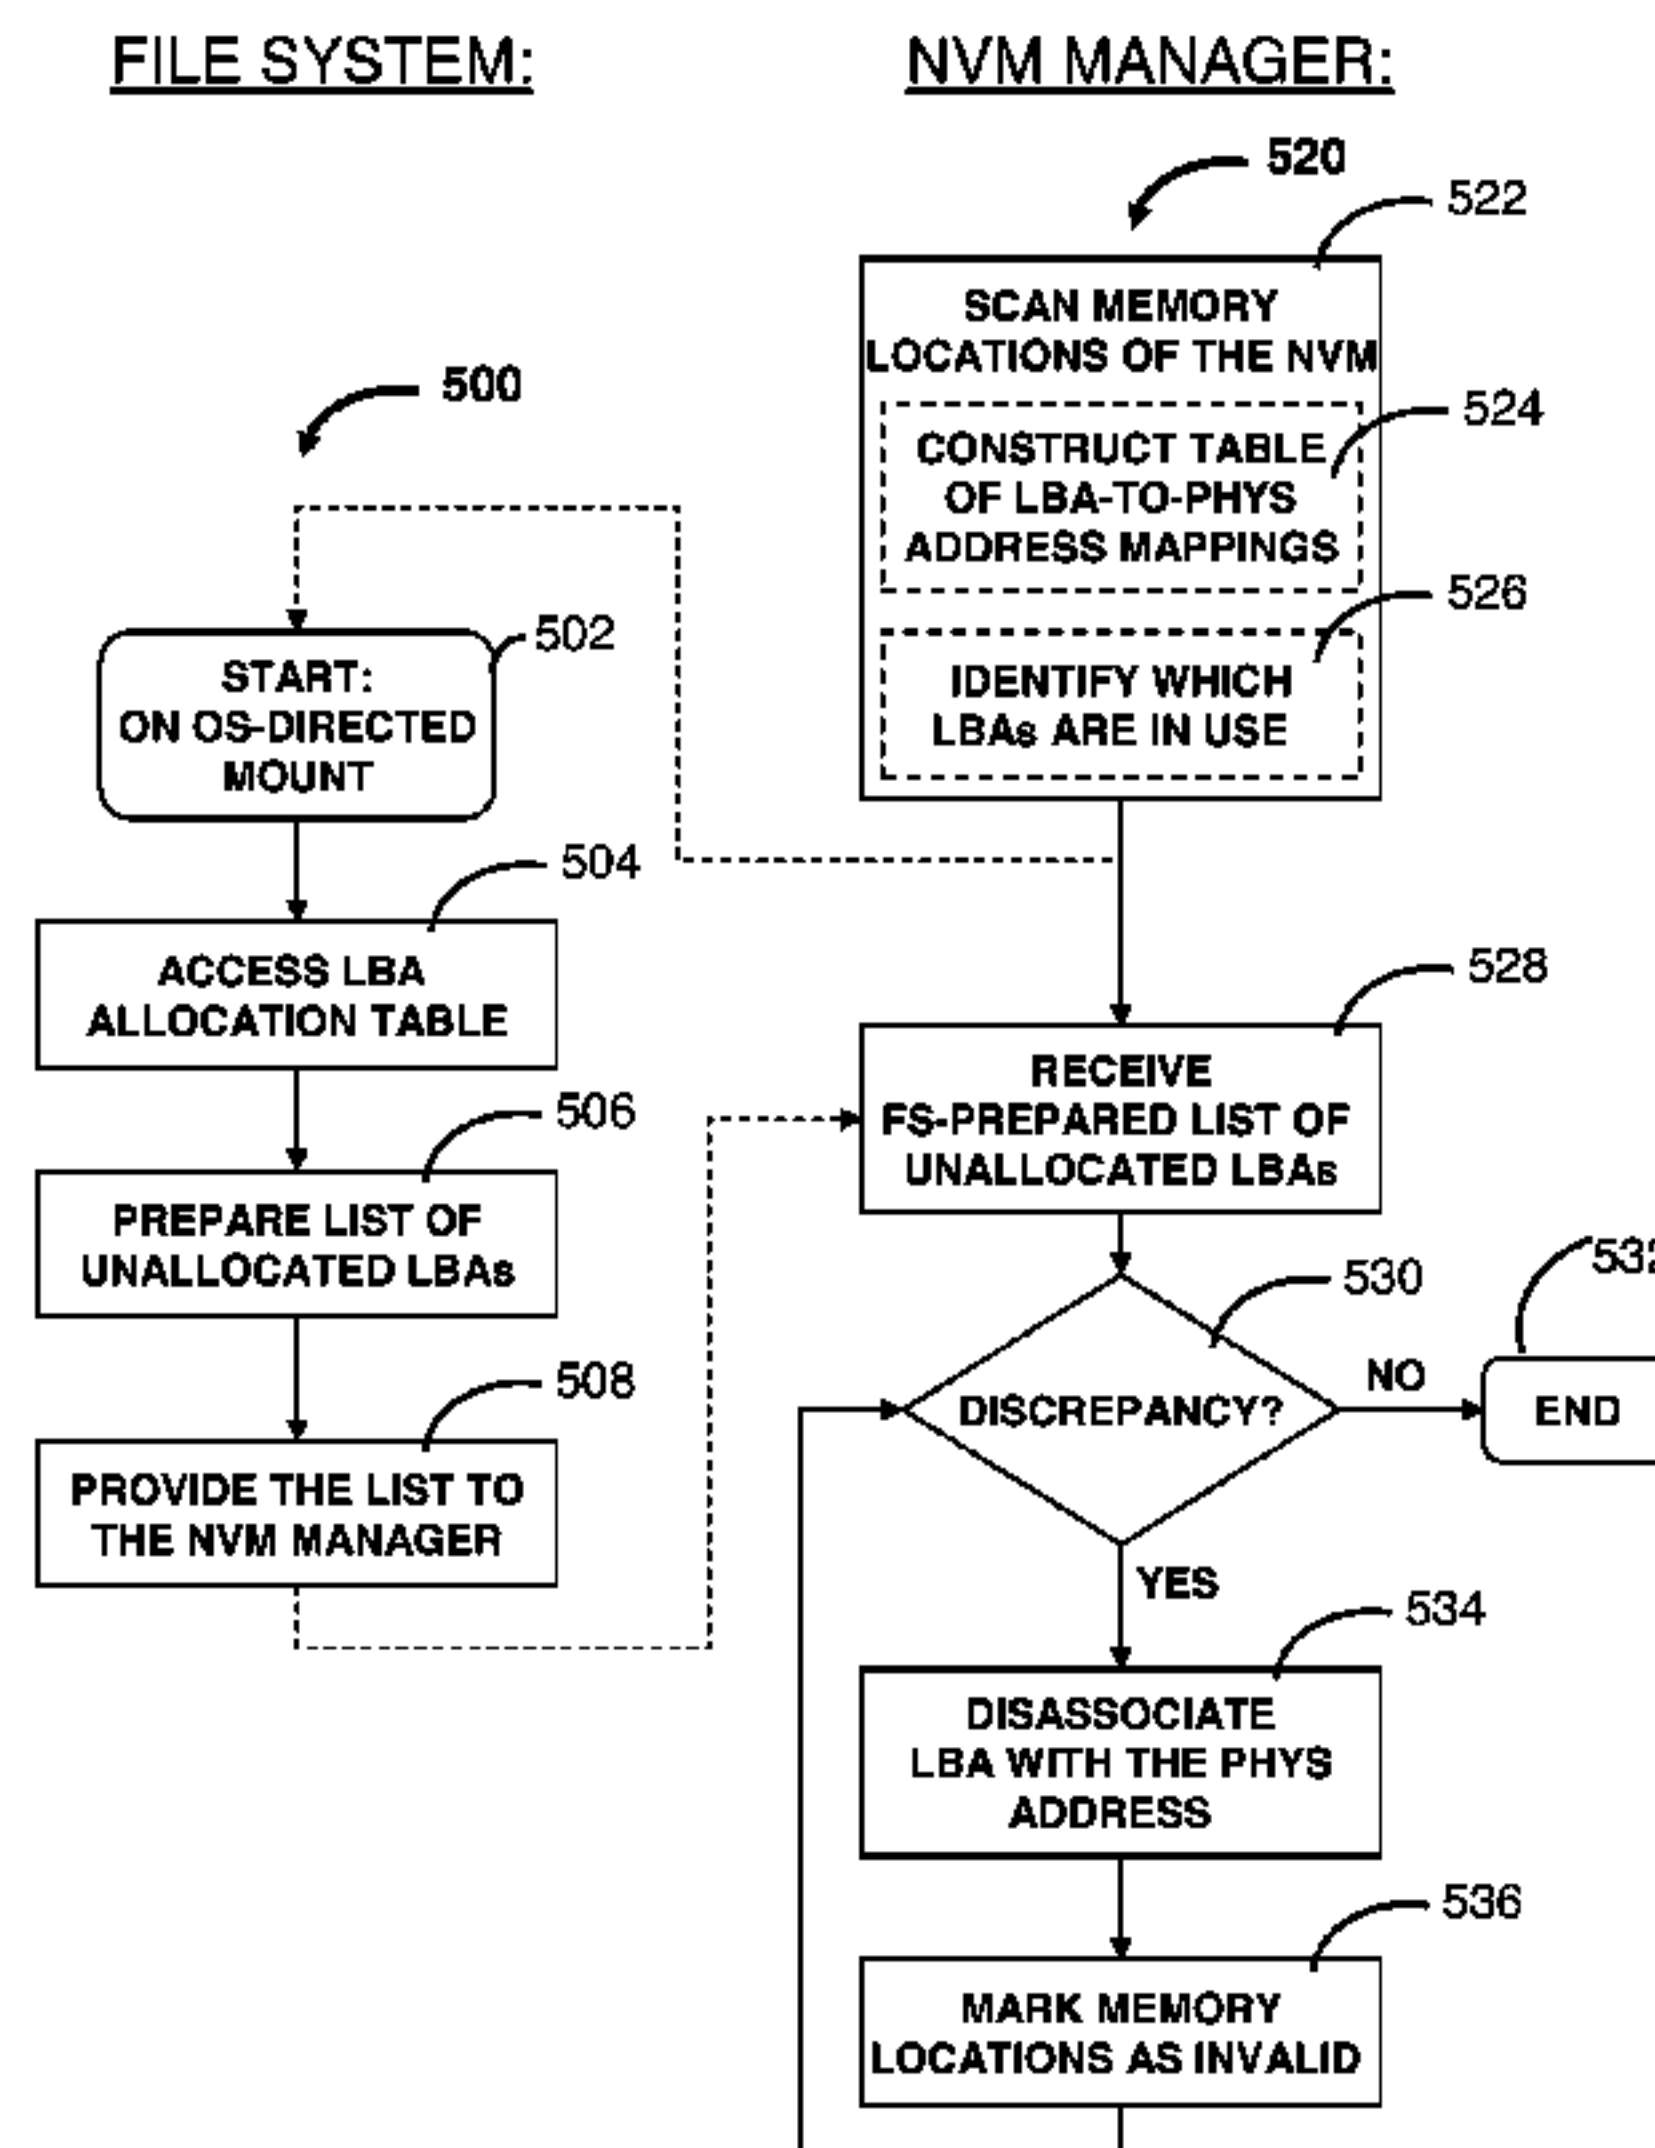 FILE SYSTEM:
500
502
START:
ON OS-DIRECTED
MOUNT
504
ACCESS LBA
ALLOCATION TABLE
506
PREPARE LIST OF
UNALLOCATED LBAs
508
PROVIDE THE LIST TO
THE NVM MANAGER
NVM MANAGER:
520
522
SCAN MEMORY
LOCATIONS OF THE NVM
524
CONSTRUCT TABLE
OF LBA-TO-PHYS
ADDRESS MAPPINGS
526
IDENTIFY WHICH
LBAs ARE IN USE
528
RECEIVE
FS-PREPARED LIST OF
UNALLOCATED LBAs
530
DISCREPANCY?
NO
532
END
YES
534
DISASSOCIATE
LBA WITH THE PHYS
ADDRESS
536
MARK MEMORY
LOCATIONS AS INVALID